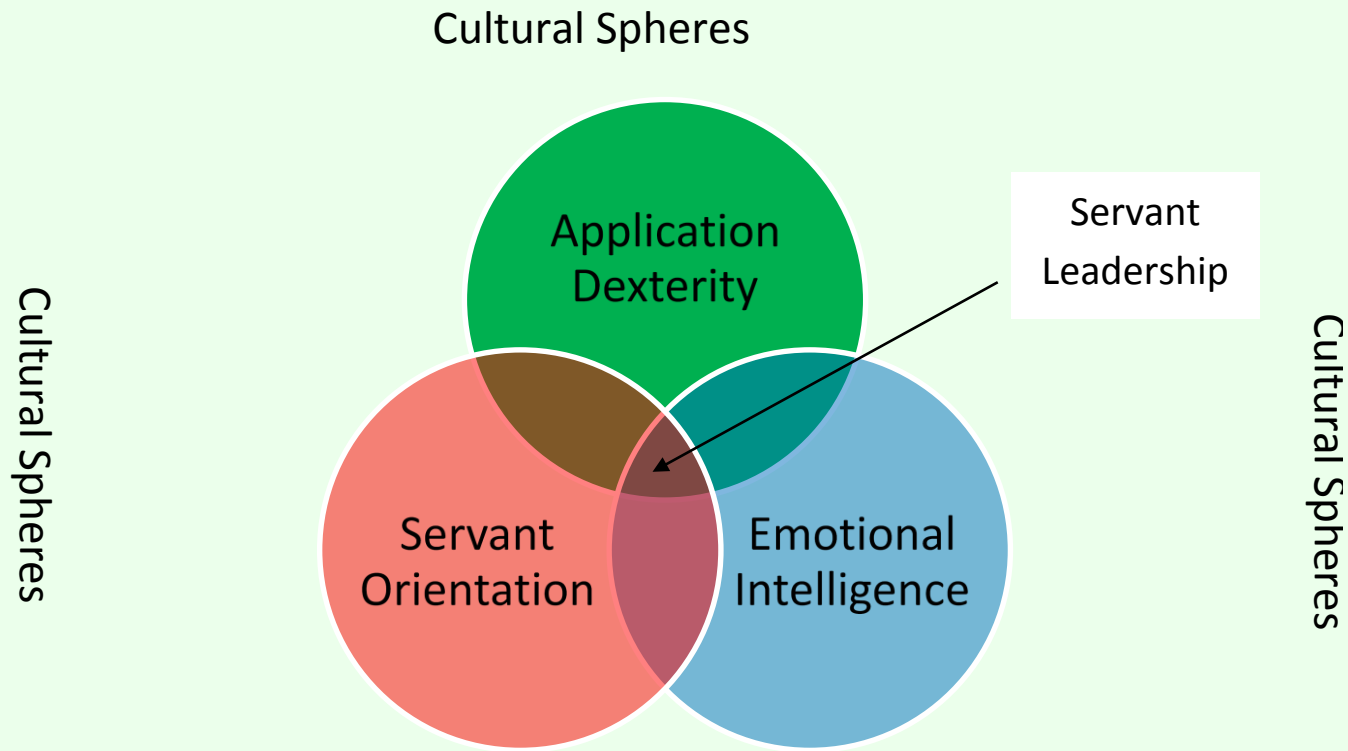 Cultural Spheres
Application
Dexterity
Servant
Leadership
Cultural Spheres
Cultural Spheres
Servant
Orientation
Emotional
Intelligence